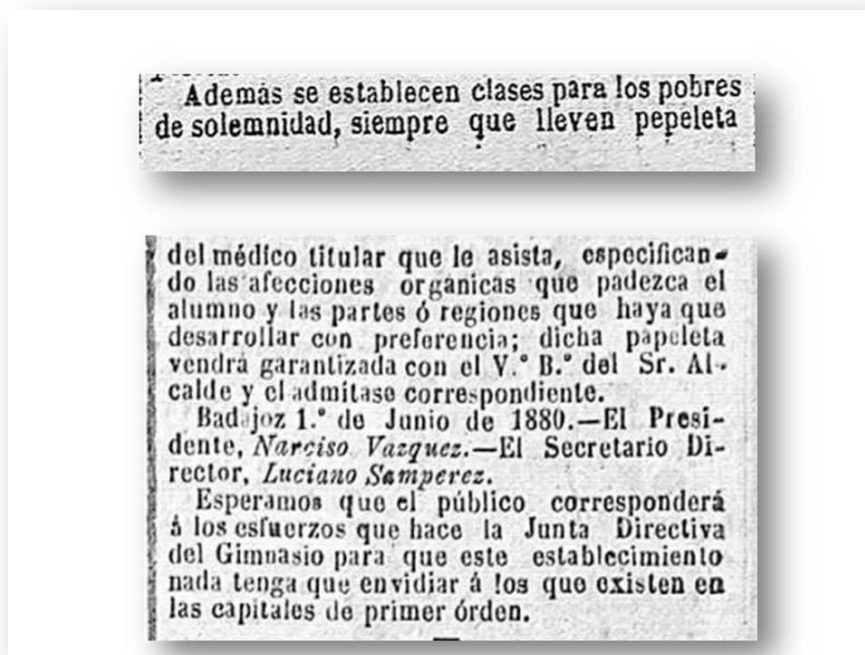 Además se establecen clases para los pobres
de solemnidad, siempre que lleven pepeleta
del médico titular que le asista, especifican-
do las afecciones orgánicas que padezca el
alumno y las partes ó regiones que haya que
desarrollar con preferencia; dicha papeleta
vendrá garantizada con el V.° B.° del Sr. Al-
calde y el admitase correspondiente.
Badajoz 1.° de Junio de 1880.—El Presi-
dente, Narciso Vazquez.—El Secretario Di-
rector, Luciano Samperez.
Esperamos que el público corresponderá
á los esfuerzos que hace la Junta Directiva
del Gimnasio para que este establecimiento
nada tenga que envidiar á los que existen en
las capitales de primer órden.